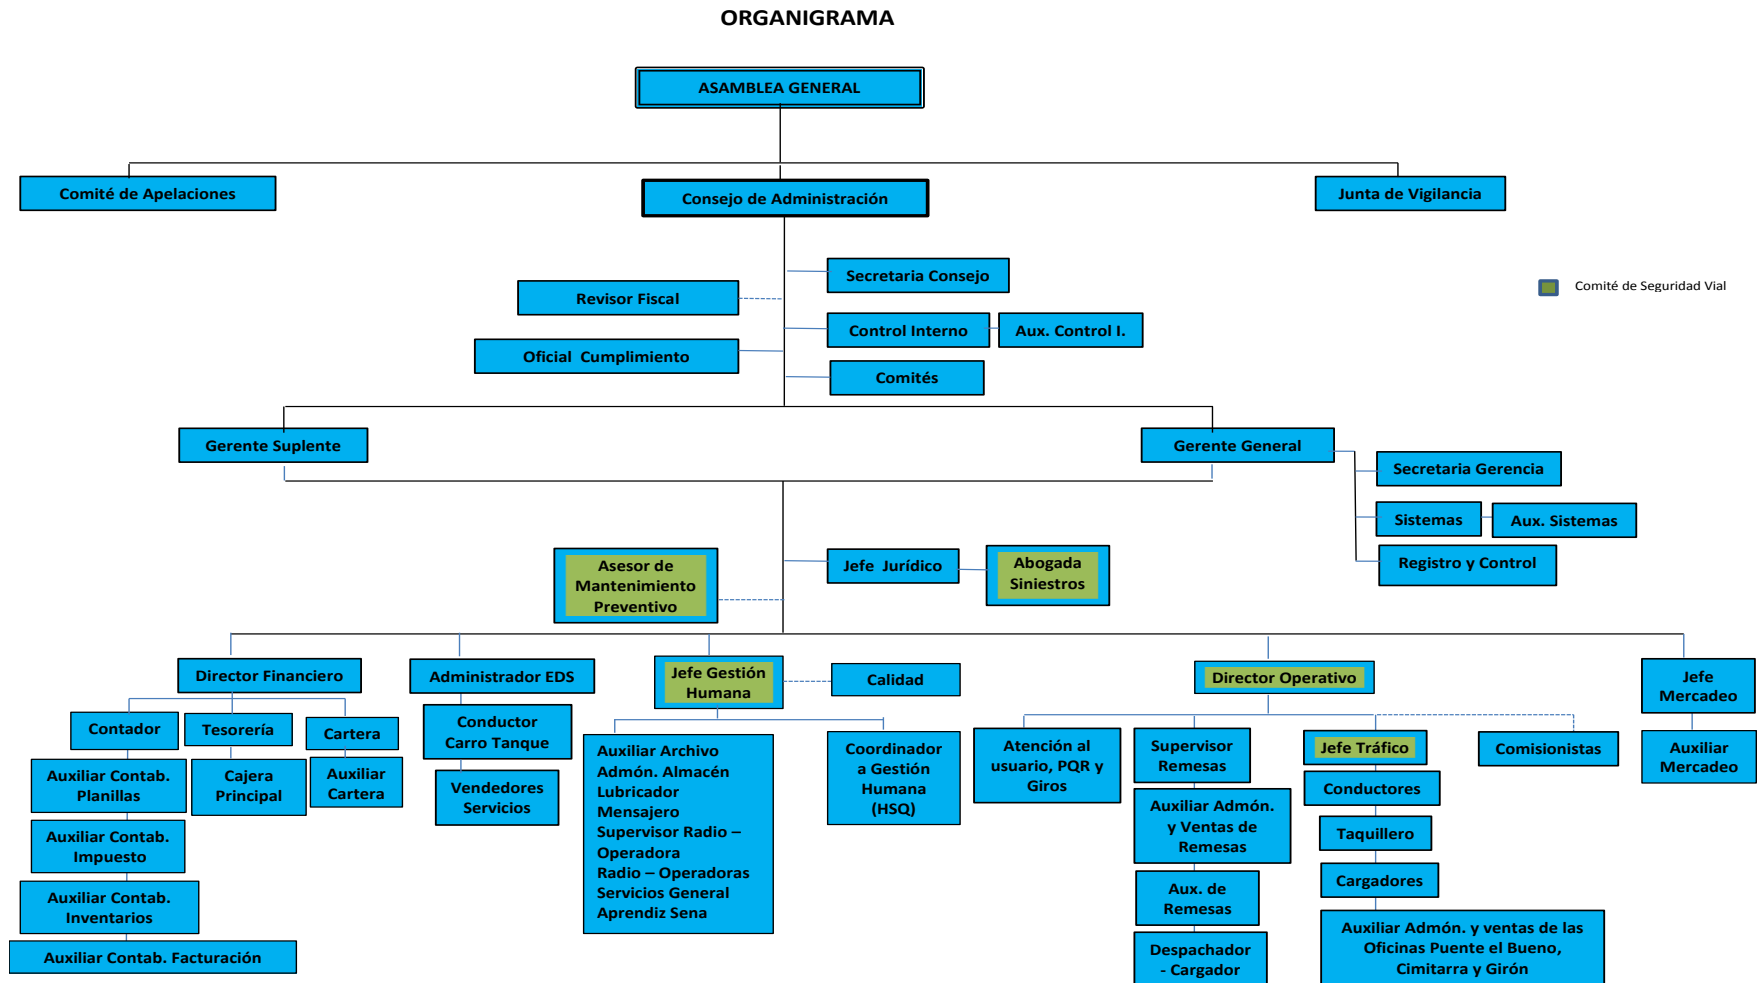 ORGANIGRAMA
ASAMBLEA GENERAL
Comité de Apelaciones
Consejo de Administración
Junta de Vigilancia
Secretaria Consejo
Revisor Fiscal
Comité de Seguridad Vial
Control Interno
Aux. Control I.
Oficial Cumplimiento
Comités
Gerente Suplente
Gerente General
Secretaria Gerencia
Sistemas
Aux. Sistemas
Registro y Control
Asesor de
Mantenimiento
Preventivo
Jefe Jurídico
Abogada
Siniestros
Director Financiero
Administrador EDS
Jefe Gestión
Humana
Calidad
Director Operativo
Jefe
Mercadeo
Contador
Tesorería
Cartera
Auxiliar Contab.
Planillas
Cajera
Principal
Auxiliar
Cartera
Auxiliar Contab.
Impuesto
Auxiliar Contab.
Inventarios
Auxiliar Contab. Facturación
Conductor
Carro Tanque
Vendedores
Servicios
Auxiliar Archivo
Admón. Almacén
Lubricador
Mensajero
Supervisor Radio –
Operadora
Radio – Operadoras
Servicios General
Aprendiz Sena
Coordinador
a Gestión
Humana
(HSQ)
Atención al
usuario, PQR y
Giros
Supervisor
Remesas
Auxiliar Admón.
y Ventas de
Remesas
Aux. de
Remesas
Despachador
- Cargador
Jefe Tráfico
Conductores
Taquillero
Cargadores
Auxiliar Admón. y ventas de las
Oficinas Puente el Bueno,
Cimitarra y Girón
Comisionistas
Auxiliar
Mercadeo